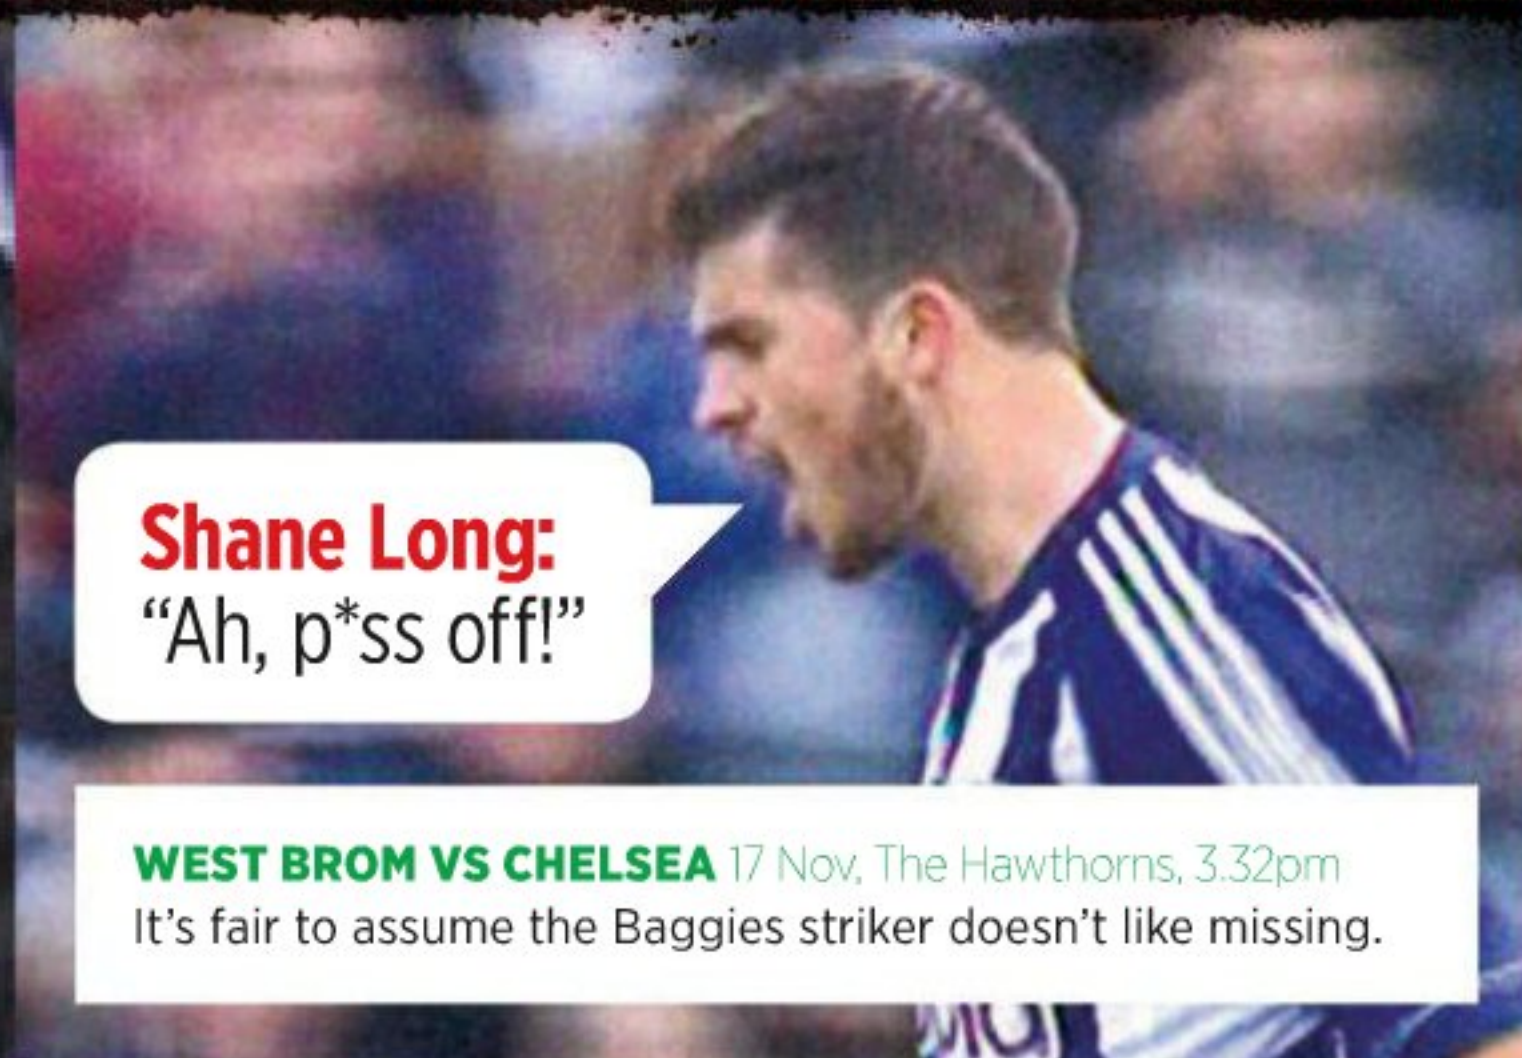 Shane Long:
“Ah, p*ss off!”
WEST BROM VS CHELSEA 17 Nov, The Hawthorns, 3.32pm
It’s fair to assume the Baggies striker doesn’t like missing.